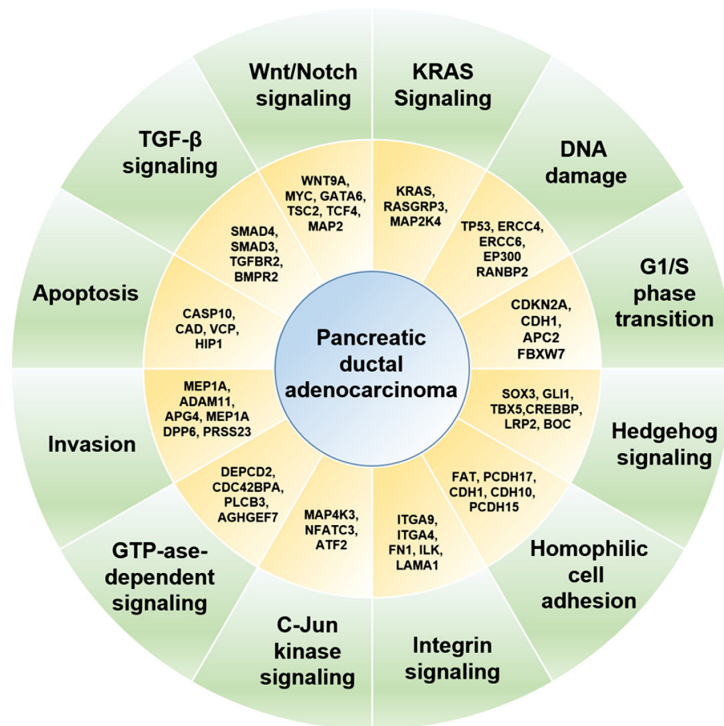 Wnt/Notch
signaling
KRAS
Signaling
DNA
damage
G1/S
phase
transition
Hedgehog
signaling
Homophilic
cell
adhesion
Integrin
signaling
C-Jun
kinase
signaling
GTP-ase-
dependent
signaling
Invasion
Apoptosis
TGF-β
signaling
WNT9A,
MYC, GATA6,
TSC2, TCF4,
MAP2
KRAS,
RASGRP3,
MAP2K4
TP53, ERCC4,
ERCC6,
EP300
RANBP2
CDKN2A,
CDH1,
APC2
FBXW7
SOX3, GLI1,
TBX5,CREBBP,
LRP2, BOC
FAT, PCDH17,
CDH1, CDH10,
PCDH15
ITGA9,
ITGA4,
FN1, ILK,
LAMA1
MAP4K3,
NFATC3,
ATF2
DEPCD2,
CDC42BPA,
PLCB3,
AGHGEF7
MEP1A,
ADAM11,
APG4, MEP1A
DPP6, PRSS23
CASP10,
CAD, VCP,
HIP1
SMAD4,
SMAD3,
TGFBR2,
BMPR2
Pancreatic
ductal
adenocarcinoma